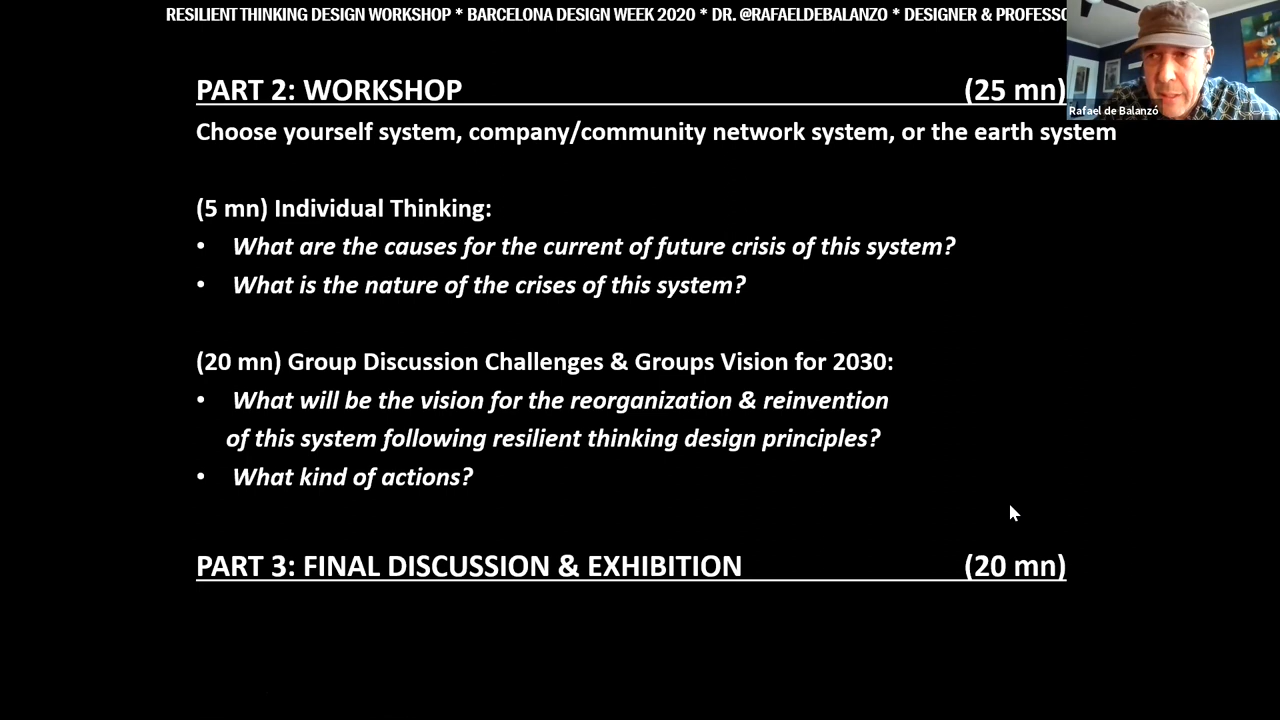 RESILIENT THINKING DESIGN WORKSHOP * BARCELONA DESIGN WEEK 2020 * DR. @RAFAELDEBALANZO * DESIGNER &
PART 2: WORKSHOP (25 mn)
Rafael de Balanzó
Choose yourself system, company/community network system, or the earth system
(5 mn) Individual Thinking:
• What are the causes for the current of future crisis of this system?
• What is the nature of the crises of this system?
(20 mn) Group Discussion Challenges & Groups Vision for 2030:
• What will be the vision for the reorganization & reinvention
of this system following resilient thinking design principles?
• What kind of actions?
PART 3: FINAL DISCUSSION & EXHIBITION (20 mn)